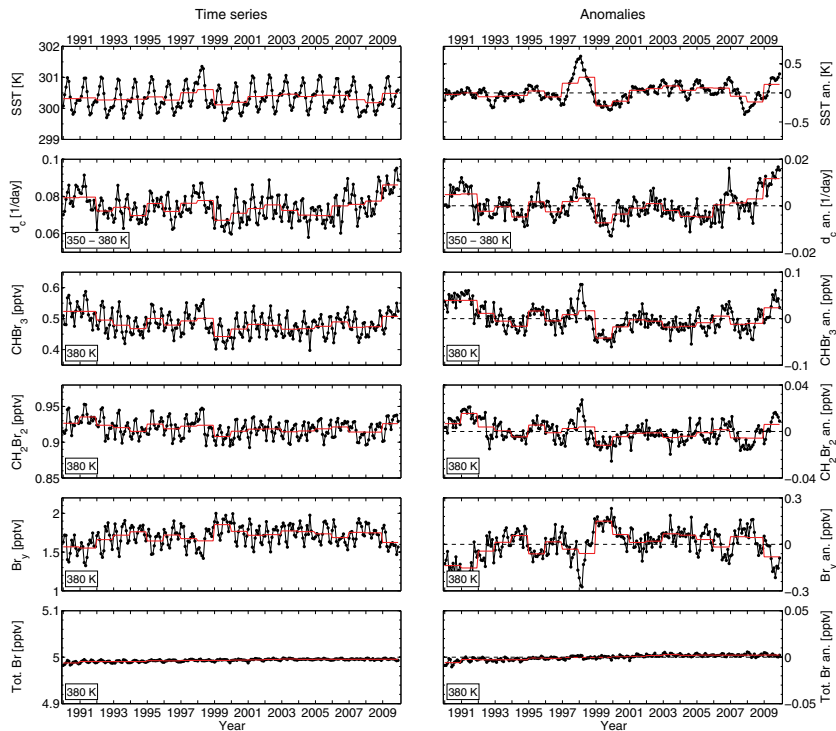 Time series
Anomalies
1991 1993 1995 1997 1999 2001 2003 2005 2007 2009
1991 1993 1995 1997 1999 2001 2003 2005 2007 2009
302
301
300
299
SST [K]
0.5
0
−0.5
SST an. [K]
0.1
0.08
0.06
d_c [1/day]
350 − 380 K
0.02
0
−0.02
d_c an. [1/day]
350 − 380 K
0.6
0.5
0.4
CHBr_3 [pptv]
380 K
0.1
0
−0.1
CHBr_3 an. [pptv]
380 K
0.95
0.9
0.85
CH_2Br_2 [pptv]
380 K
0.04
0
−0.04
CH_2Br_2 an. [pptv]
380 K
2
1.5
1
Br_y [pptv]
380 K
0.3
0
−0.3
Br_y an. [pptv]
380 K
5.1
5
4.9
Tot. Br [pptv]
380 K
0.05
0
−0.05
Tot. Br an. [pptv]
380 K
1991 1993 1995 1997 1999 2001 2003 2005 2007 2009
1991 1993 1995 1997 1999 2001 2003 2005 2007 2009
Year
Year